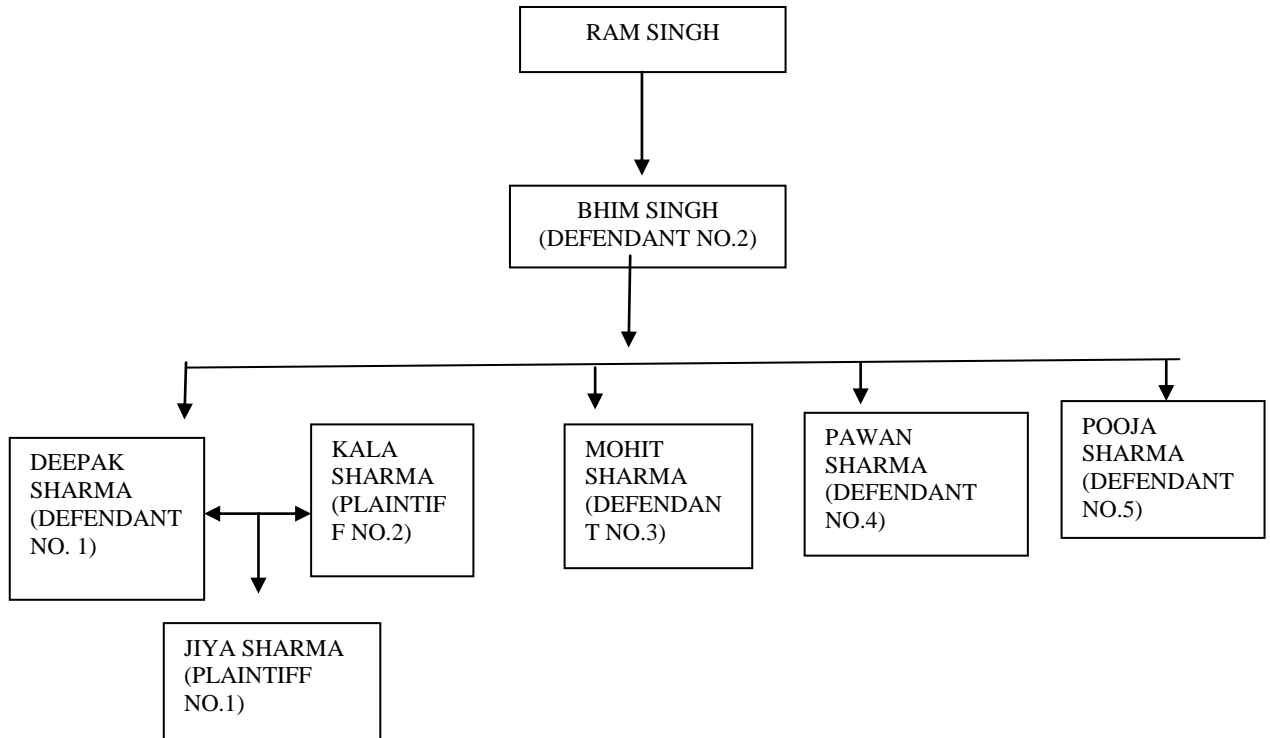 RAM SINGH
BHIM SINGH
(DEFENDANT NO.2)
DEEPAK
SHARMA
(DEFENDANT
NO. 1)
KALA
SHARMA
(PLAINTIF
F NO.2)
MOHIT
SHARMA
(DEFENDAN
T NO.3)
PAWAN
SHARMA
(DEFENDANT
NO.4)
POOJA
SHARMA
(DEFENDANT
NO.5)
JIYA SHARMA
(PLAINTIFF
NO.1)